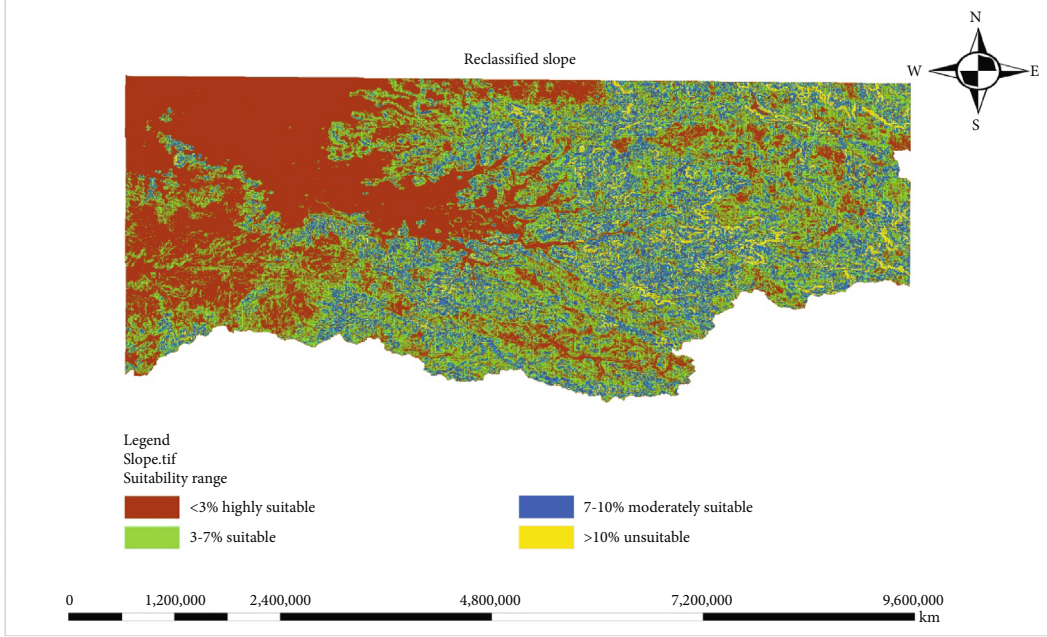 N
Reclassified slope
W
E
S
Legend
Slope.tif
Suitability range
<3% highly suitable
7-10% moderately suitable
3-7% suitable
>10% unsuitable
0 1,200,000 2,400,000 4,800,000 7,200,000 9,600,000
km